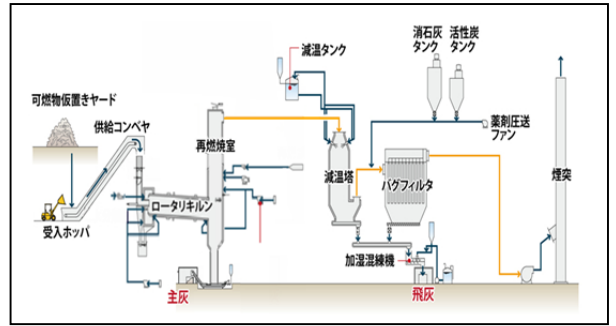 消石灰
タンク
活性炭
タンク
減温タンク
可燃物仮置きヤード
供給コンベヤ
薬剤圧送
ファン
再燃焼室
減温塔
バグフィルタ
煙突
ロータリキルン
受入ホッパ
加湿混練機
主灰
飛灰